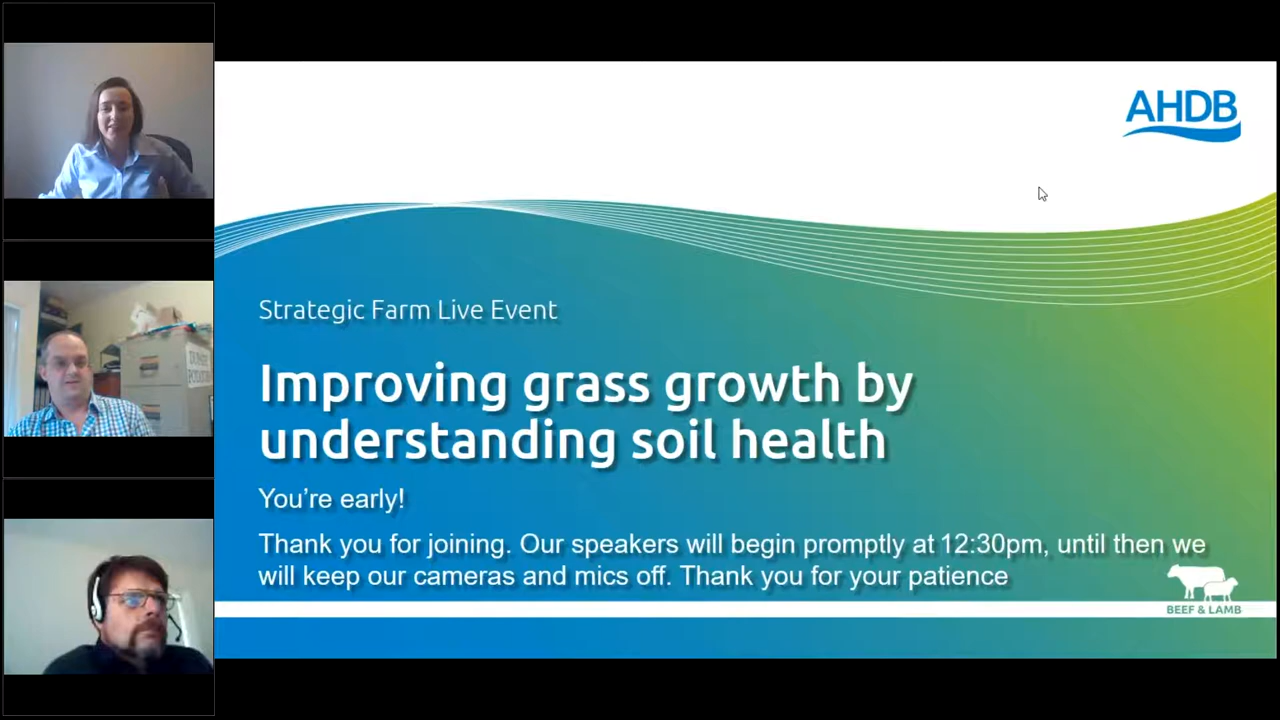 AHDB
Strategic Farm Live Event
Improving grass growth by
understanding soil health
You're early!
Thank you for joining. Our speakers will begin promptly at 12:30pm, until then we
will keep our cameras and mics off. Thank you for your patience
BEEF & LAMB